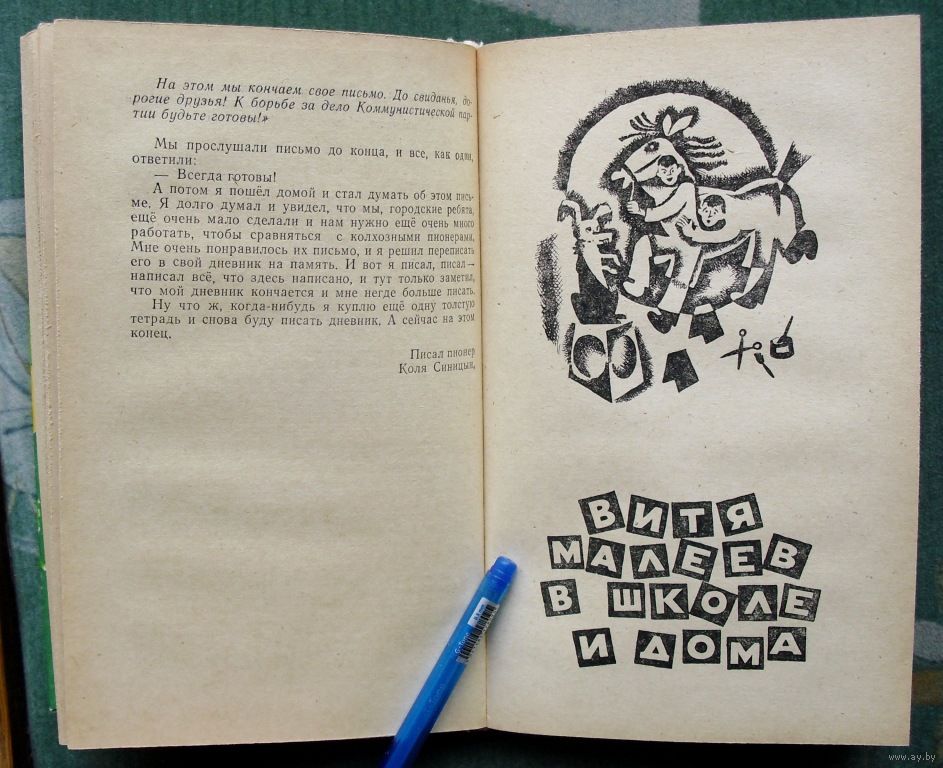 На этом мы кончаем свое письмо. До свиданья, до-
рогие друзья! К борьбе за дело Коммунистической пар-
тии будьте готовы!»
Мы прослушали письмо до конца, и все, как один,
ответили:
— Всегда готовы!
А потом я пошёл домой и стал думать об этом пись-
ме. Я долго думал и увидел, что мы, городские ребята,
ещё очень мало сделали и нам нужно ещё очень много
работать, чтобы сравняться с колхозными пионерами.
Мне очень понравилось их письмо, и я решил переписать
его в свой дневник на память. И вот я писал, писал —
написал всё, что здесь написано, и тут только заметил,
что мой дневник кончается и мне негде больше писать.
Ну что ж, когда-нибудь я куплю ещё одну толстую
тетрадь и снова буду писать дневник. А сейчас на этом
конец.
Писал пионер
Коля Синицын.
ВИТЯ
МАЛЕЕВ
В ШКОЛЕ
И ДОМА
www.ay.by